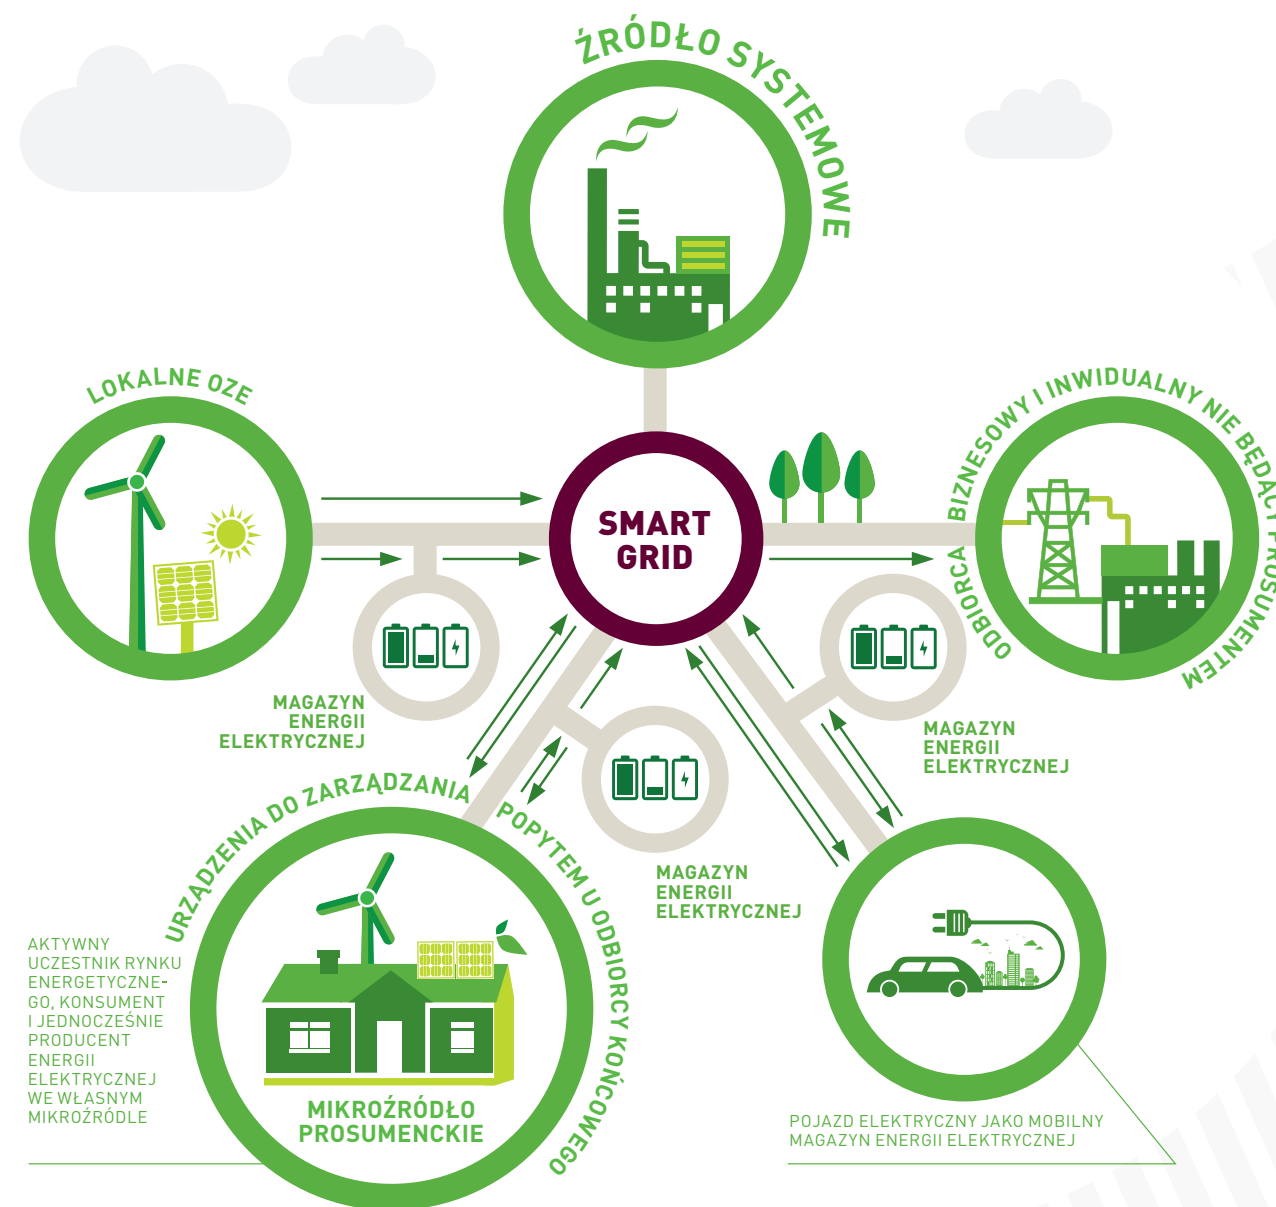 ŹRÓDŁO SYSTEMOWE
LOKALNE OZE
ODBIORCA BIZNESOWY I INWIDUALNY NIE BĘDĄCY PROSUMENTEM
SMART
GRID
MAGAZYN
ENERGII
ELEKTRYCZNEJ
MAGAZYN
ENERGII
ELEKTRYCZNEJ
MAGAZYN
ENERGII
ELEKTRYCZNEJ
URZĄDZENIA DO ZARZĄDZANIA POPYTEM U ODBIORCY KOŃCOWEGO
AKTYWNY
UCZESTNIK RYNKU
ENERGETYCZNE-
GO, KONSUMENT
I JEDNOCZEŚNIE
PRODUCENT
ENERGII
ELEKTRYCZNEJ
WE WŁASNYM
MIKROŹRÓDLE
MIKROŹRÓDŁO
PROSUMENCKIE
POJAZD ELEKTRYCZNY JAKO MOBILNY
MAGAZYN ENERGII ELEKTRYCZNEJ